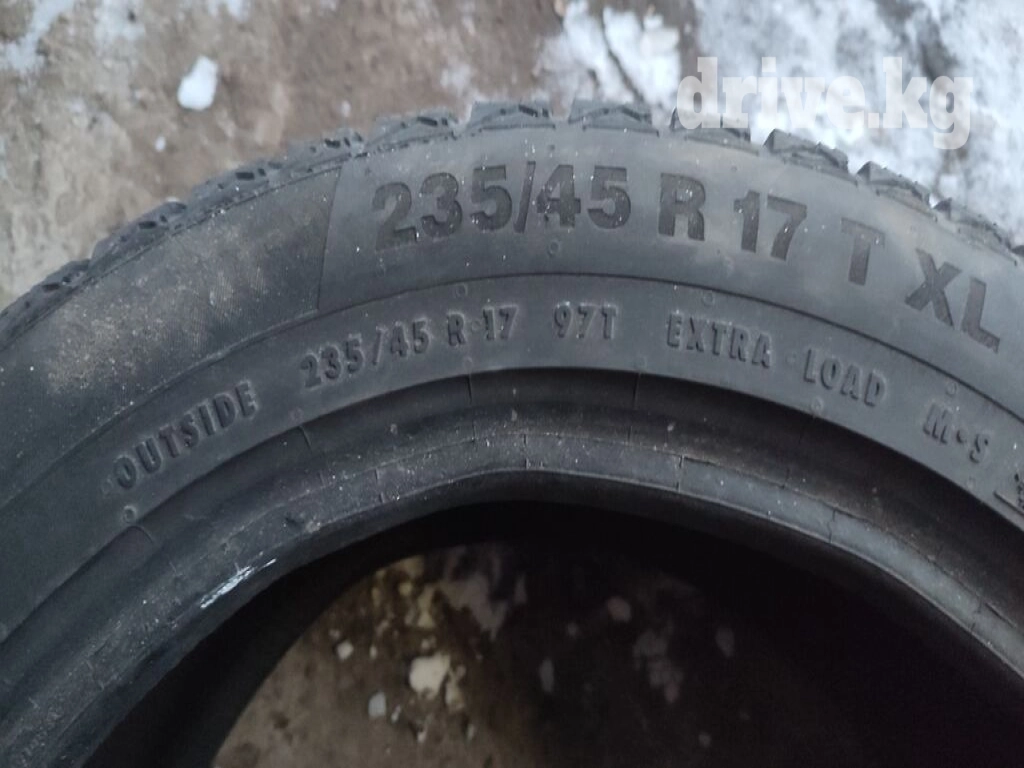 drive.kg
235/45 R 17 T XL
OUTSIDE 235/45 R 17 97T EXTRA LOAD M•S